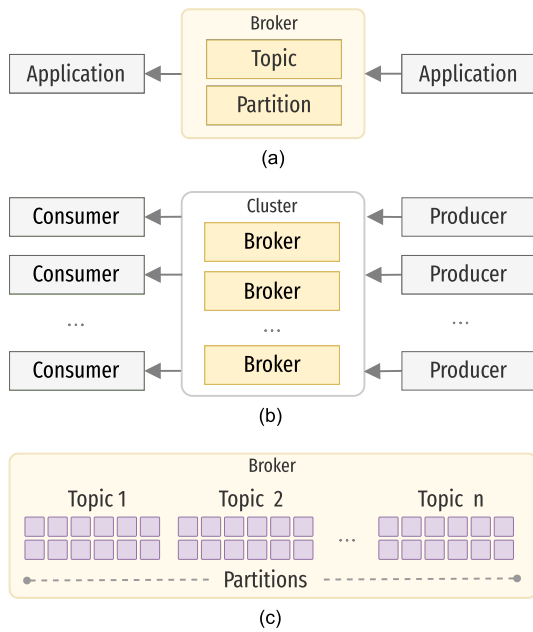 Broker
Application
Topic
Application
Partition
(a)
Consumer
Cluster
Producer
Broker
Consumer
Broker
Producer
...
...
...
Consumer
Broker
Producer
(b)
Broker
Topic 1
Topic 2
Topic n
...
Partitions
(c)